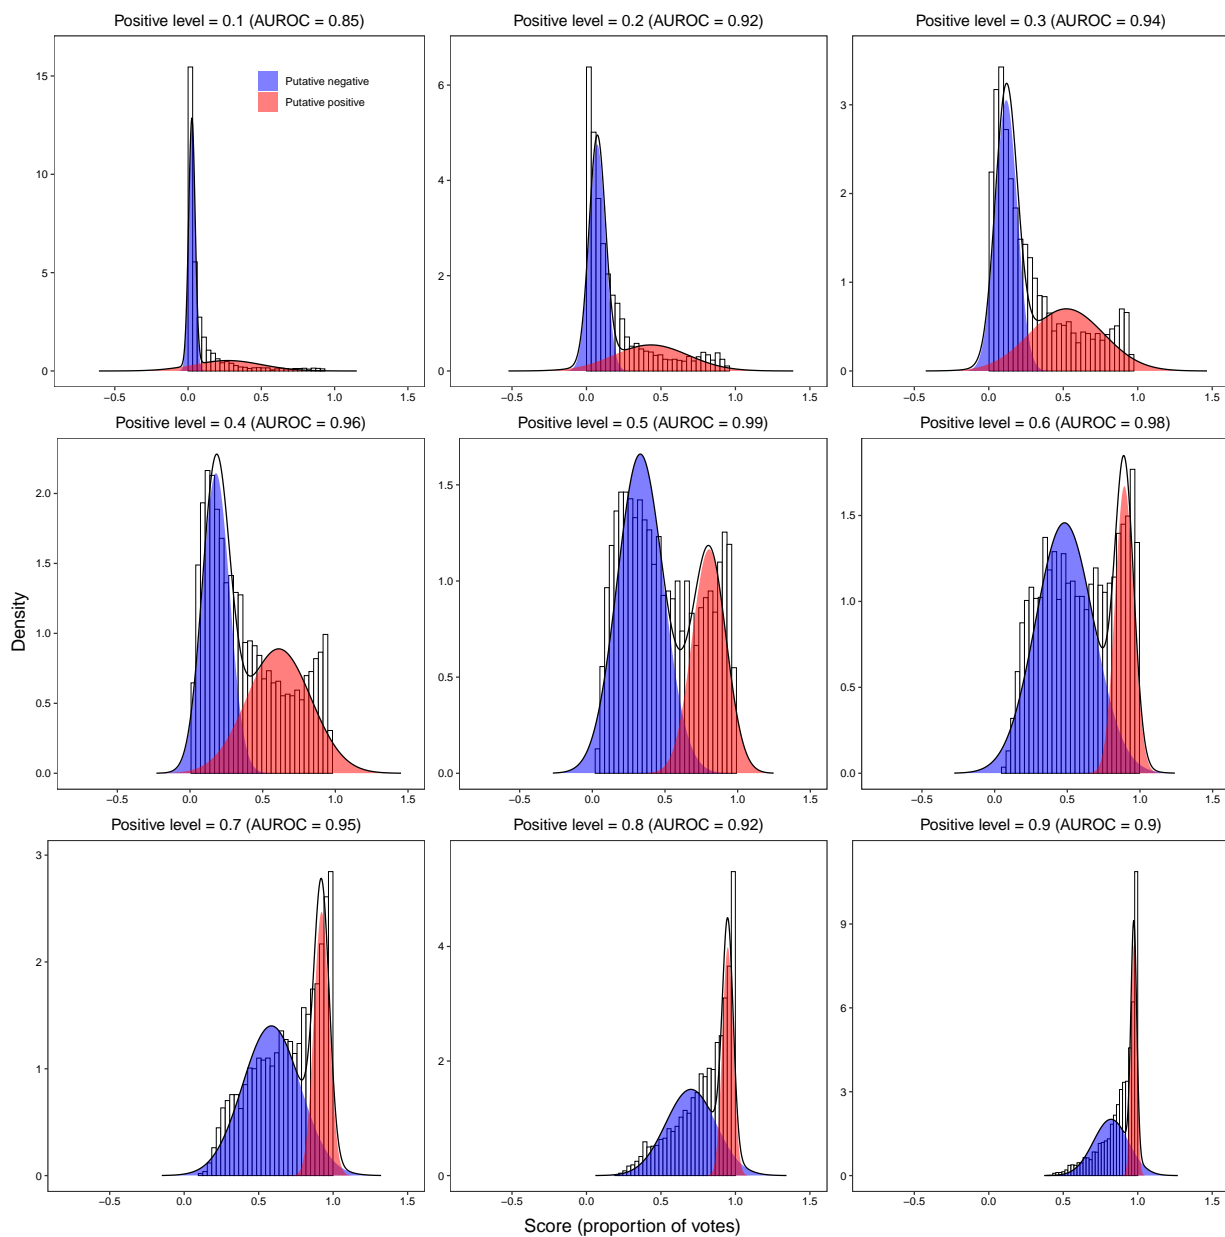 Positive level = 0.1 (AUROC = 0.85)
Positive level = 0.2 (AUROC = 0.92)
Positive level = 0.3 (AUROC = 0.94)
Putative negative
Putative positive
15
10
5
0
−0.5 0.0 0.5 1.0 1.5
6
4
2
0
−0.5 0.0 0.5 1.0 1.5
3
2
1
0
−0.5 0.0 0.5 1.0 1.5
Positive level = 0.4 (AUROC = 0.96)
Positive level = 0.5 (AUROC = 0.99)
Positive level = 0.6 (AUROC = 0.98)
Density
2.0
1.5
1.0
0.5
0.0
−0.5 0.0 0.5 1.0 1.5
1.5
1.0
0.5
0.0
−0.5 0.0 0.5 1.0 1.5
1.5
1.0
0.5
0.0
−0.5 0.0 0.5 1.0 1.5
Positive level = 0.7 (AUROC = 0.95)
Positive level = 0.8 (AUROC = 0.92)
Positive level = 0.9 (AUROC = 0.9)
3
2
1
0
−0.5 0.0 0.5 1.0 1.5
4
2
0
−0.5 0.0 0.5 1.0 1.5
9
6
3
0
−0.5 0.0 0.5 1.0 1.5
Score (proportion of votes)